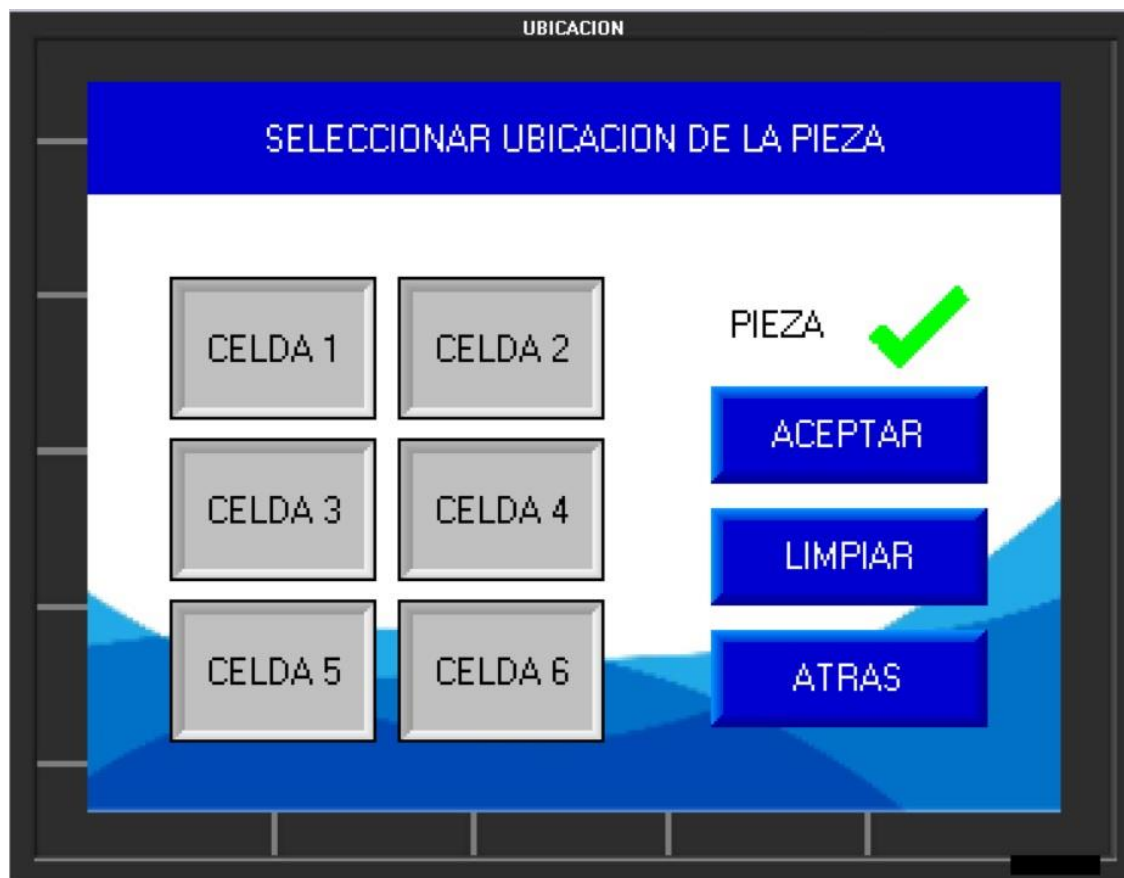 UBICACION
SELECCIONAR UBICACION DE LA PIEZA
CELDA 1
CELDA 2
PIEZA
CELDA 3
CELDA 4
CELDA 5
CELDA 6
ACEPTAR
LIMPIAR
ATRAS